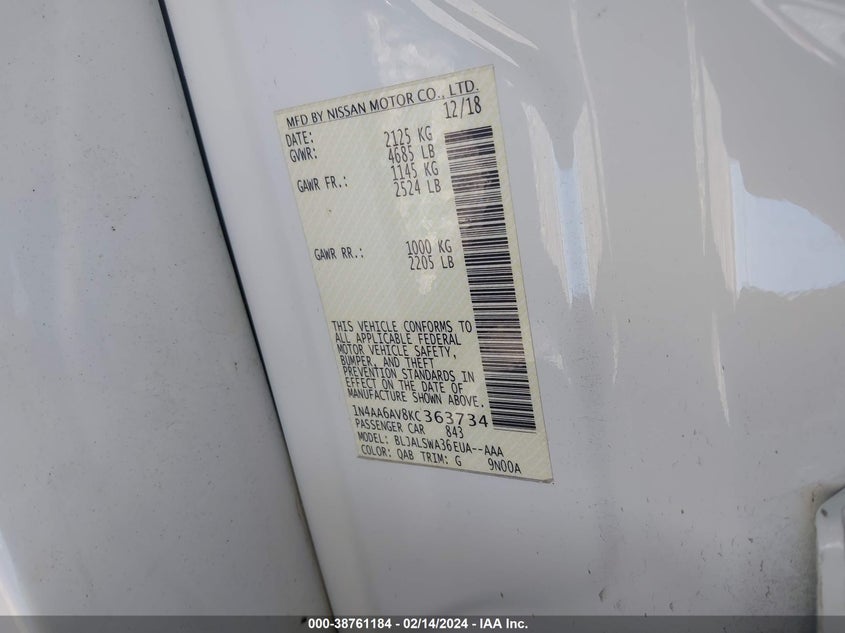 MFD BY NISSAN MOTOR CO., LTD.
DATE: 12/18
GVWR: 2125 KG
4685 LB
GAWR FR.: 1145 KG
2524 LB
GAWR RR.: 1000 KG
2205 LB
THIS VEHICLE CONFORMS TO
ALL APPLICABLE FEDERAL
MOTOR VEHICLE SAFETY,
BUMPER, AND THEFT
PREVENTION STANDARDS IN
EFFECT ON THE DATE OF
MANUFACTURE SHOWN ABOVE.
1N4AA6AV8KC363734
PASSENGER CAR 843
MODEL: BLJALSWA36EUA--AAA
COLOR: QAB TRIM: G 9N00A
000-38761184 - 02/14/2024 - IAA Inc.